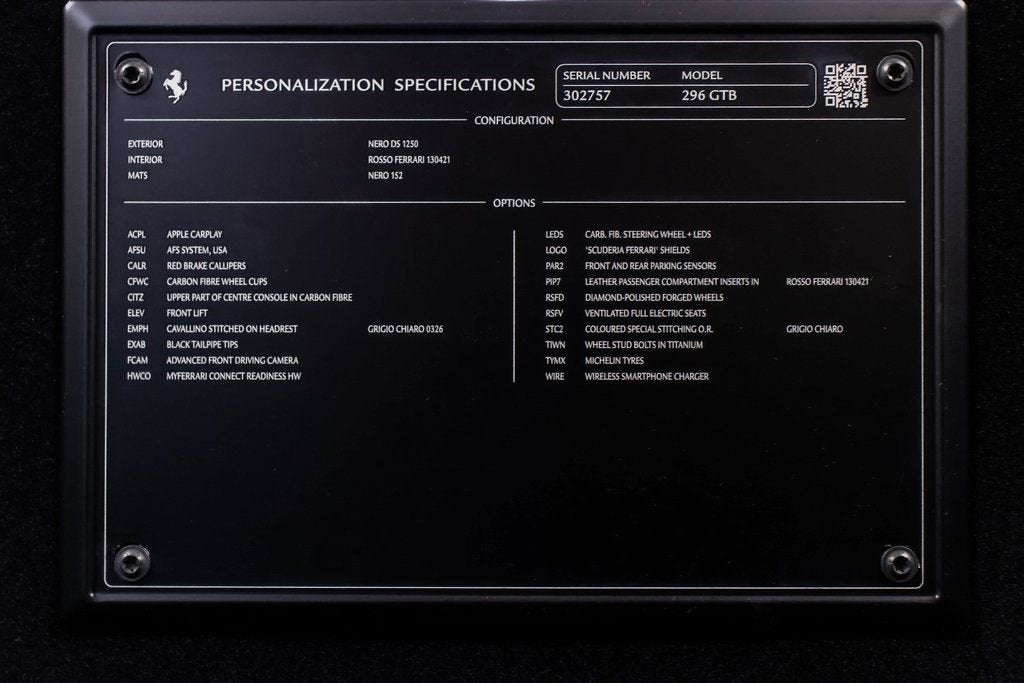 PERSONALIZATION SPECIFICATIONS
SERIAL NUMBER MODEL
302757 296 GTB
CONFIGURATION
EXTERIOR NERO DS 1250
INTERIOR ROSSO FERRARI 130421
MATS NERO 152
OPTIONS
ACPL APPLE CARPLAY
AFSU AFS SYSTEM, USA
CALR RED BRAKE CALLIPERS
CFWC CARBON FIBRE WHEEL CUPS
CITZ UPPER PART OF CENTRE CONSOLE IN CARBON FIBRE
ELEV FRONT LIFT
EMPH CAVALLINO STITCHED ON HEADREST GRIGIO CHIARO 0326
EXAB BLACK TAILPIPE TIPS
FCAM ADVANCED FRONT DRIVING CAMERA
HWCO MYFERRARI CONNECT READINESS HW
LEDS CARB. FIB. STEERING WHEEL + LEDS
LOGO 'SCUDERIA FERRARI' SHIELDS
PAR2 FRONT AND REAR PARKING SENSORS
PIP7 LEATHER PASSENGER COMPARTMENT INSERTS IN ROSSO FERRARI 130421
RSFD DIAMOND-POLISHED FORGED WHEELS
RSFV VENTILATED FULL ELECTRIC SEATS
STC2 COLOURED SPECIAL STITCHING O.R. GRIGIO CHIARO
TIWN WHEEL STUD BOLTS IN TITANIUM
TYMX MICHELIN TYRES
WIRE WIRELESS SMARTPHONE CHARGER